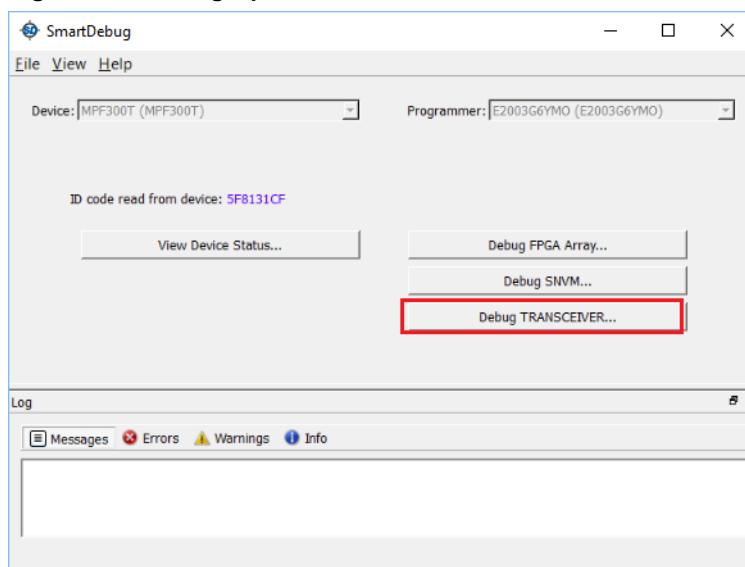 SmartDebug
File View Help
Device: MPF300T (MPF300T) Programmer: E2003G6YMO (E2003G6YMO)
ID code read from device: 5F8131CF
View Device Status... Debug FPGA Array...
Debug SNVM...
Debug TRANSCEIVER...
Log
Messages Errors Warnings Info